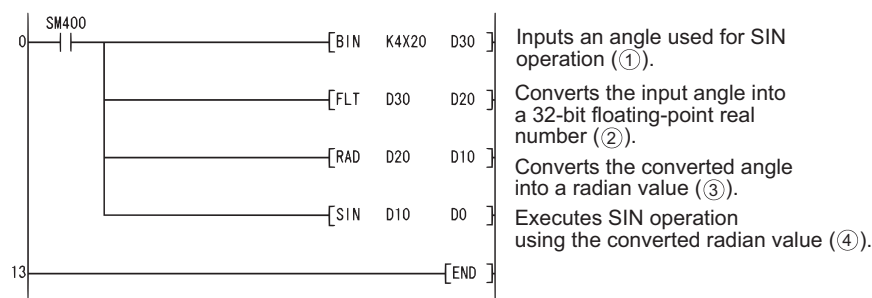 SM400
0 BIN K4X20 D30 Inputs an angle used for SIN
operation (①).
FLT D30 D20 Converts the input angle into
a 32-bit floating-point real
number (②).
RAD D20 D10 Converts the converted angle
into a radian value (③).
SIN D10 D0 Executes SIN operation
using the converted radian value (④).
13 END